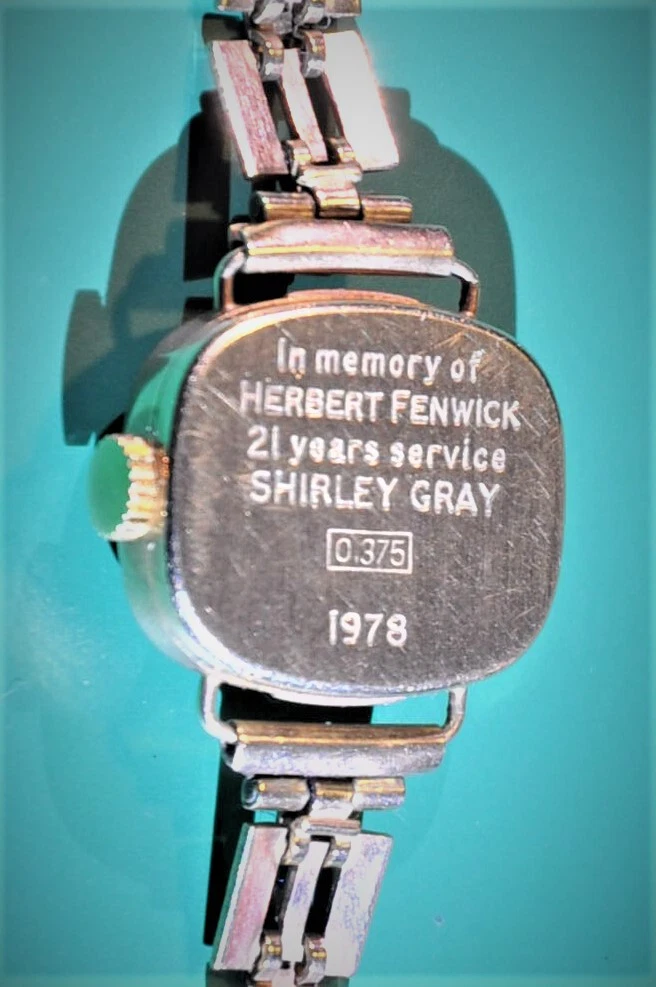 In memory of
HERBERT FENWICK
21 years service
SHIRLEY GRAY
0.375
1978